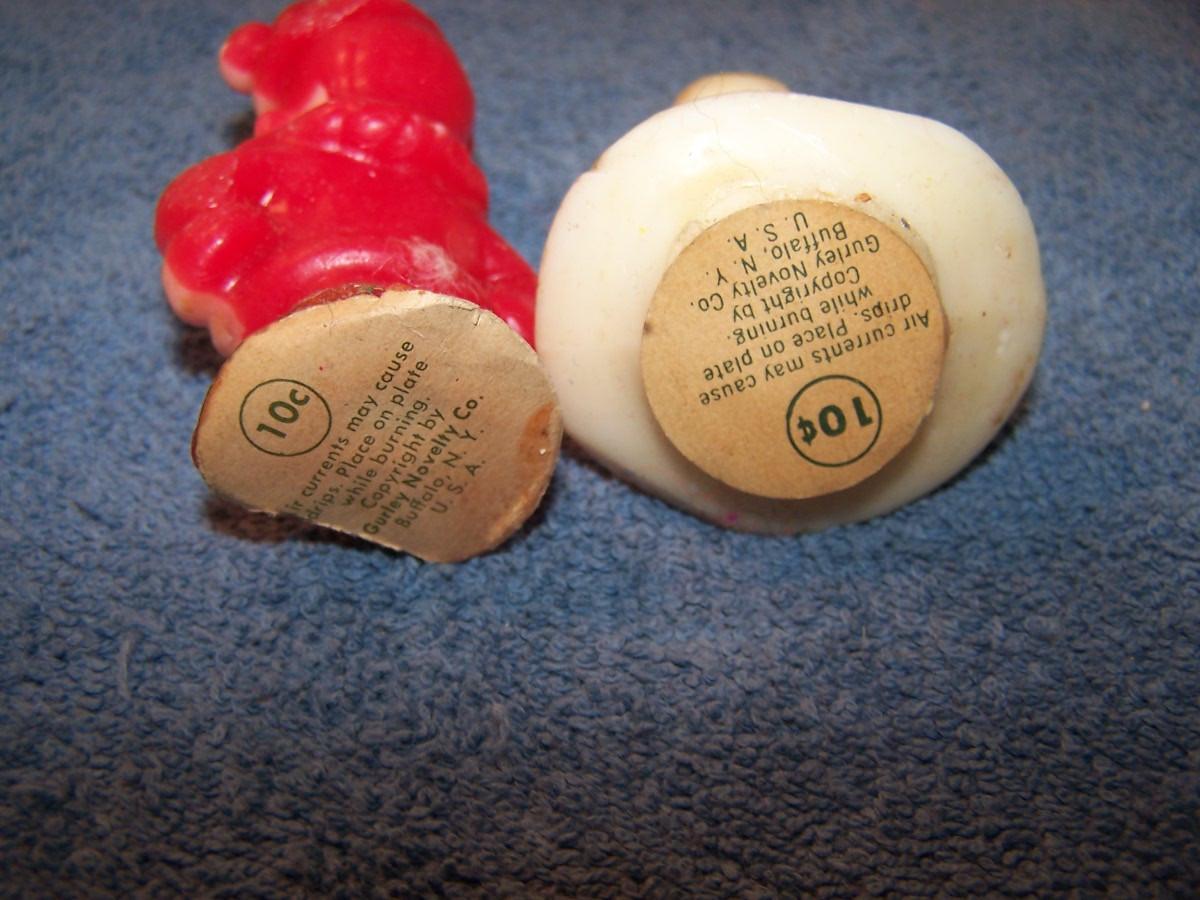 10c
Air currents may cause
drips. Place on plate
while burning.
Copyright by
Gurley Novelty Co.
Buffalo, N. Y.
U. S. A.
10¢
Air currents may cause
drips. Place on plate
while burning.
Copyright by
Gurley Novelty Co.
Buffalo, N. Y.
U. S. A.